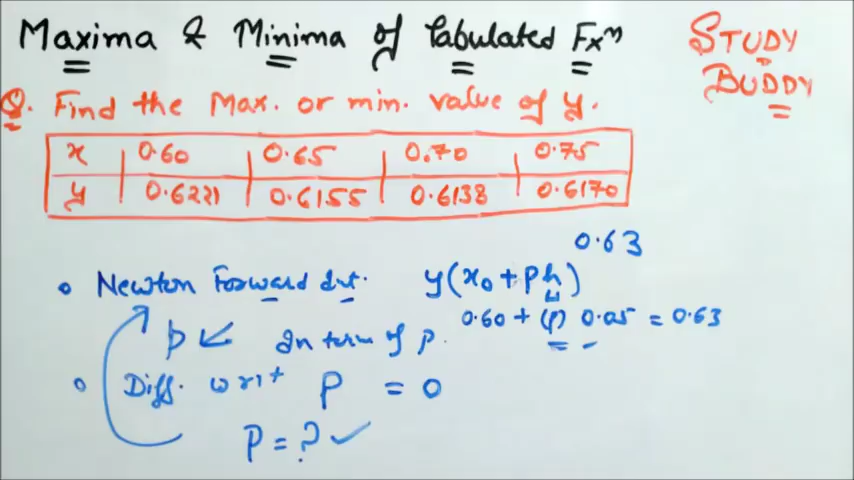 Maxima & Minima of Tabulated Fxⁿ
STUDY BUDDY
Q. Find the Max. or min. value of y.
x 0.60 0.65 0.70 0.75
y 0.6221 0.6155 0.6138 0.6170
0.63
Newton Forward dut. y(x₀+ph)
0.60 + (p) 0.05 = 0.63
p In term of p.
Diff. wrt P = 0
P = ?